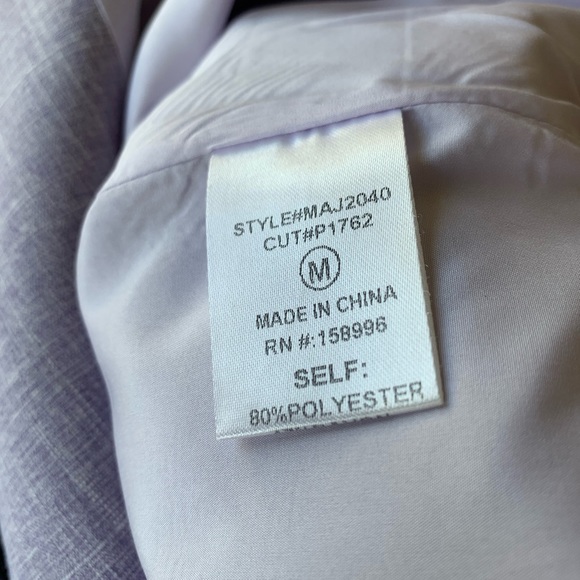 STYLE#MAJ2040
CUT#P1762
M
MADE IN CHINA
RN #:158996
SELF:
80%POLYESTER